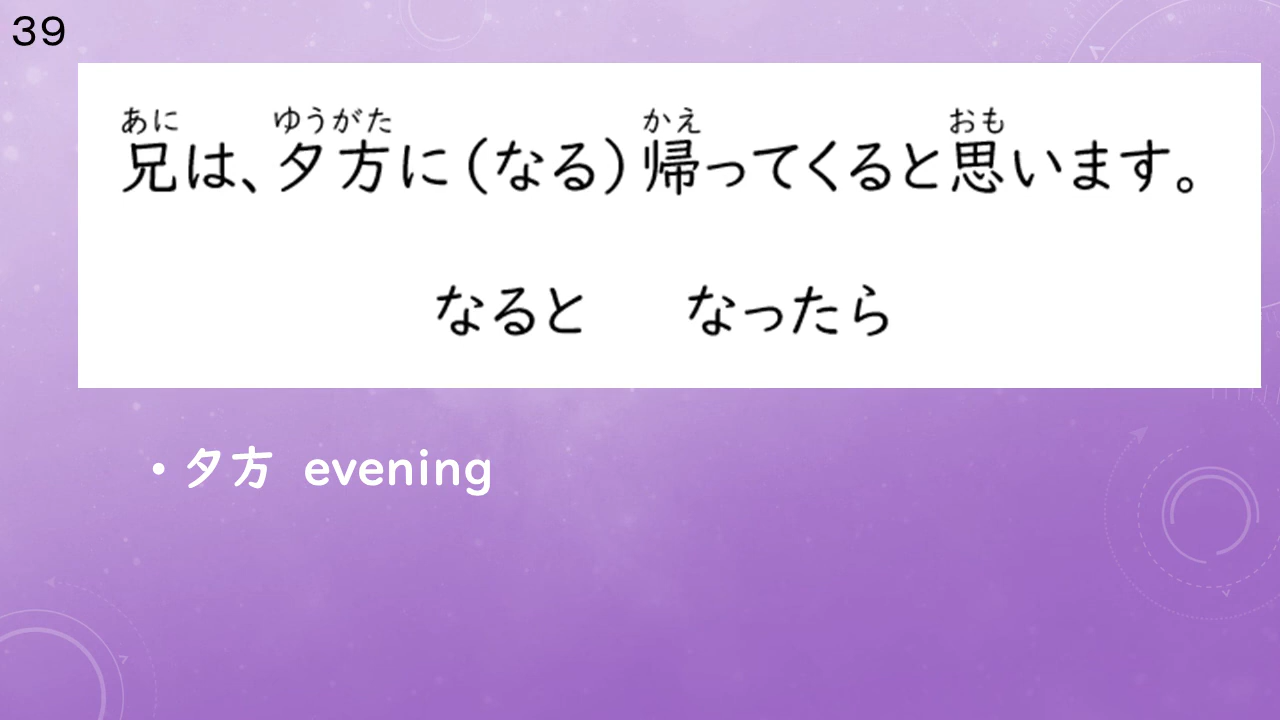 39
あに ゆうがた かえ おも
兄は、夕方に(なる)帰ってくると思います。
なると なったら
• 夕方 evening